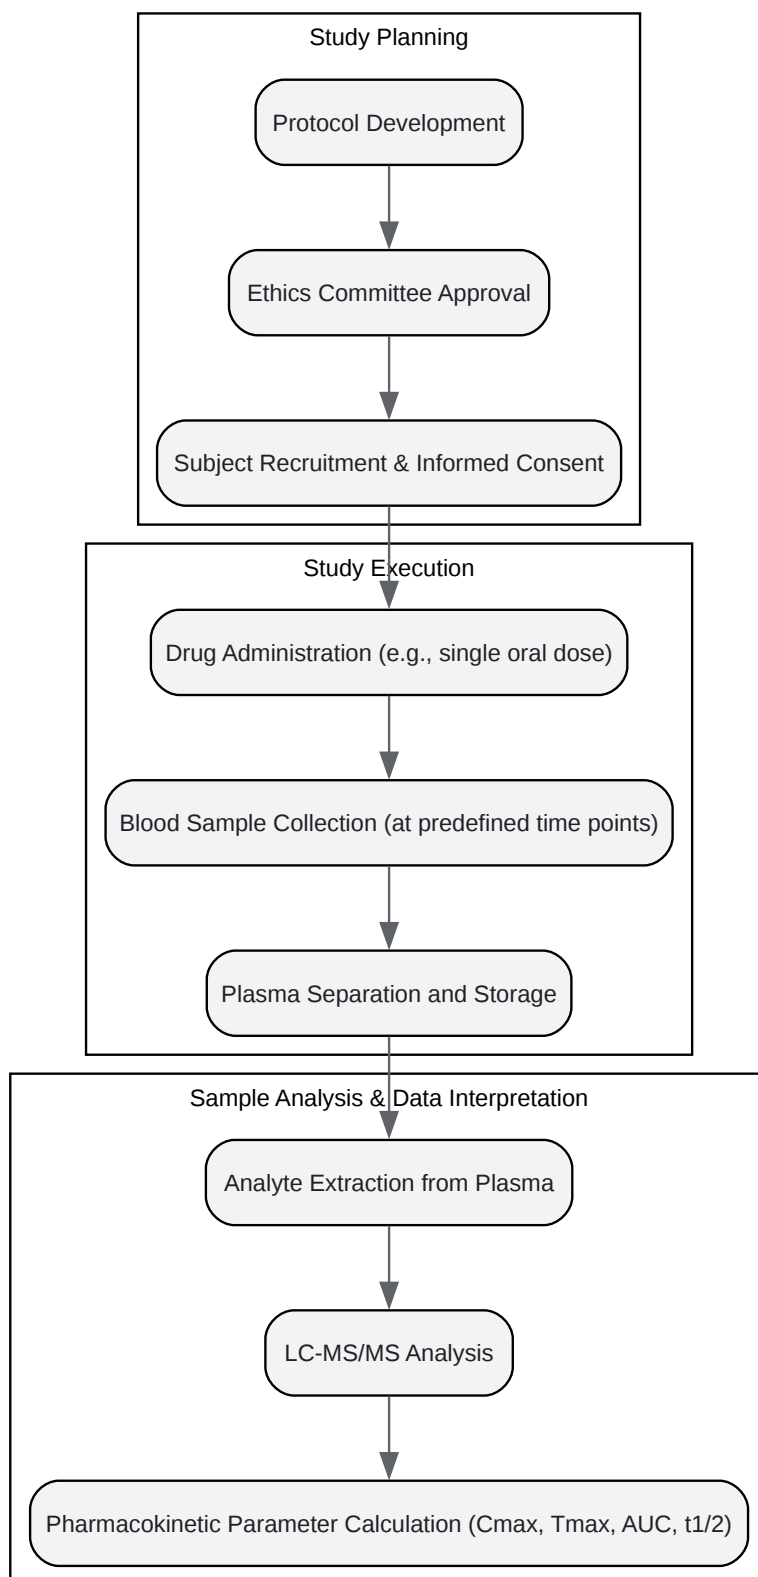 Study Planning
Protocol Development
Ethics Committee Approval
Subject Recruitment & Informed Consent
Study Execution
Drug Administration (e.g., single oral dose)
Blood Sample Collection (at predefined time points)
Plasma Separation and Storage
Sample Analysis & Data Interpretation
Analyte Extraction from Plasma
LC-MS/MS Analysis
Pharmacokinetic Parameter Calculation (Cmax, Tmax, AUC, t1/2)